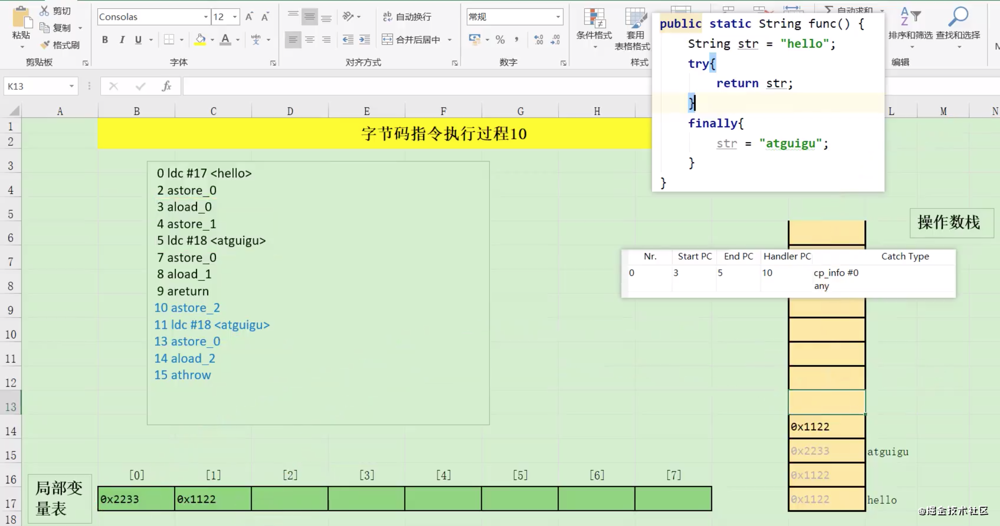 剪切
复制
格式刷
粘贴
剪贴板
Consolas
12
A A
B I U
A
wén
文
字体
ab
自动换行
合并后居中
对齐方式
常规
% ,
.00
数字
条件格式
套用
表格格式
样式
自动求和
排序和筛选
查找和选择
编辑
K13
fx
public static String func() {
String str = "hello";
try{
return str;
}
finally{
str = "atguigu";
}
}
A B C D E F G H L M N
1
2
3
4
5
6
7
8
9
10
11
12
13
14
15
16
17
18
字节码指令执行过程10
0 ldc #17 <hello>
2 astore_0
3 aload_0
4 astore_1
5 ldc #18 <atguigu>
7 astore_0
8 aload_1
9 areturn
10 astore_2
11 ldc #18 <atguigu>
13 astore_0
14 aload_2
15 athrow
操作数栈
Nr. Start PC End PC Handler PC Catch Type
0 3 5 10 cp_info #0
any
0x1122
0x2233 atguigu
0x1122
0x1122 hello
[0] [1] [2] [3] [4] [5] [6] [7]
局部变
量表
0x2233 0x1122
@掘金技术社区